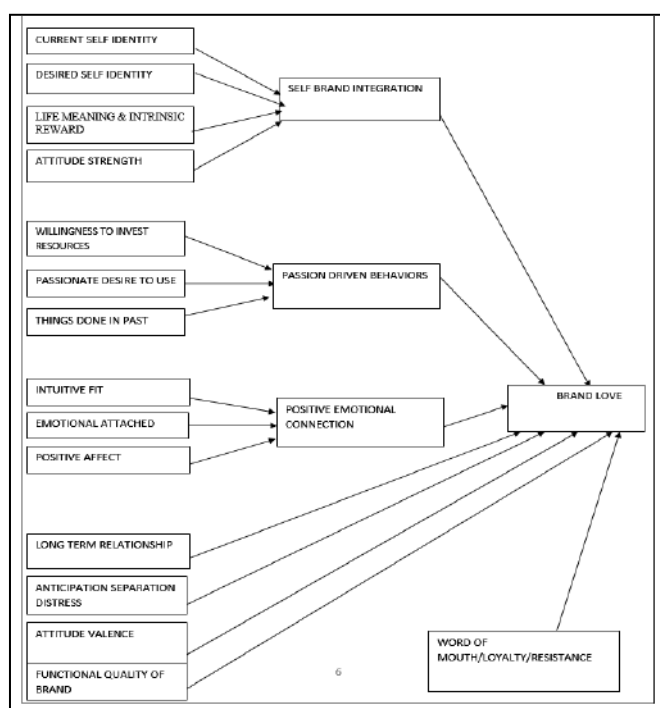 CURRENT SELF IDENTITY
DESIRED SELF IDENTITY
SELF BRAND INTEGRATION
LIFE MEANING & INTRINSIC
REWARD
ATTITUDE STRENGTH
WILLINGNESS TO INVEST
RESOURCES
PASSIONATE DESIRE TO USE
PASSION DRIVEN BEHAVIORS
THINGS DONE IN PAST
INTUITIVE FIT
EMOTIONAL ATTACHED
POSITIVE EMOTIONAL
CONNECTION
BRAND LOVE
POSITIVE AFFECT
LONG TERM RELATIONSHIP
ANTICIPATION SEPARATION
DISTRESS
ATTITUDE VALENCE
WORD OF
MOUTH/LOYALTY/RESISTANCE
FUNCTIONAL QUALITY OF
BRAND
6